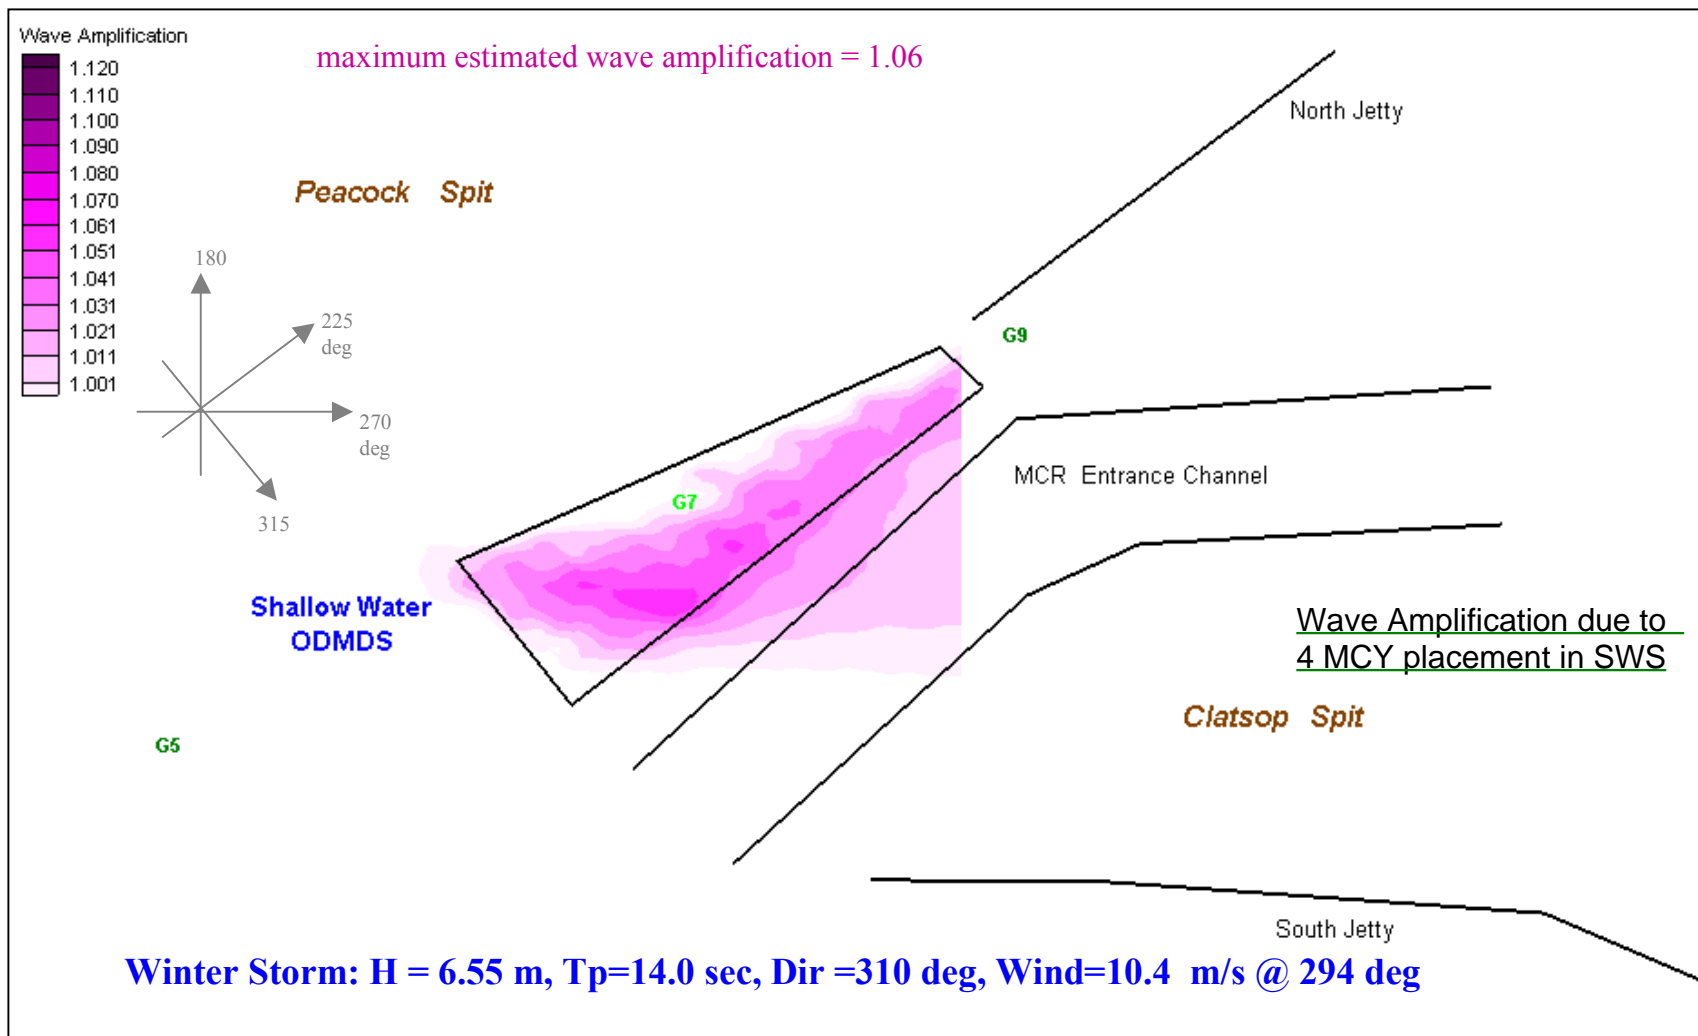 Wave Amplification
maximum estimated wave amplification = 1.06
1.120
1.110
1.100
1.090
1.080
1.070
1.061
1.051
1.041
1.031
1.021
1.011
1.001
North Jetty
Peacock Spit
180
225
deg
270
deg
315
G9
MCR Entrance Channel
G7
Shallow Water
ODMDS
Wave Amplification due to
4 MCY placement in SWS
Clatsop Spit
G5
South Jetty
Winter Storm: H = 6.55 m, Tp=14.0 sec, Dir =310 deg, Wind=10.4 m/s @ 294 deg